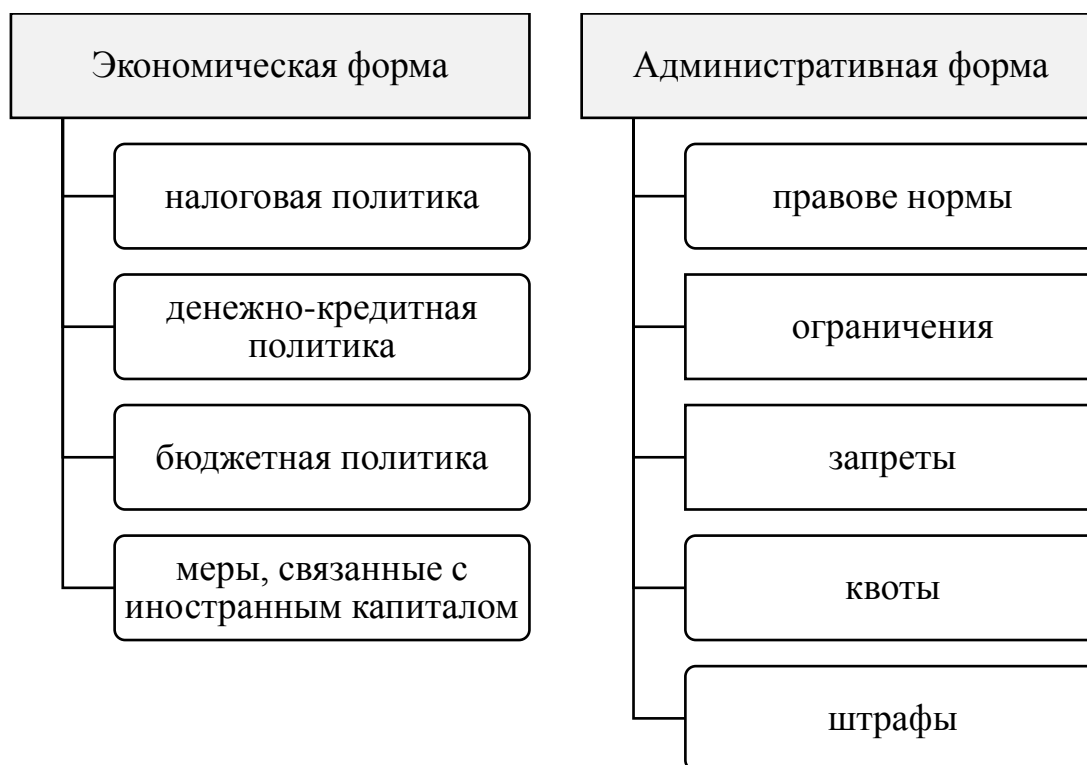 Экономическая форма
налоговая политика
денежно-кредитная
политика
бюджетная политика
меры, связанные с
иностранным капиталом
Административная форма
правове нормы
ограничения
запреты
квоты
штрафы